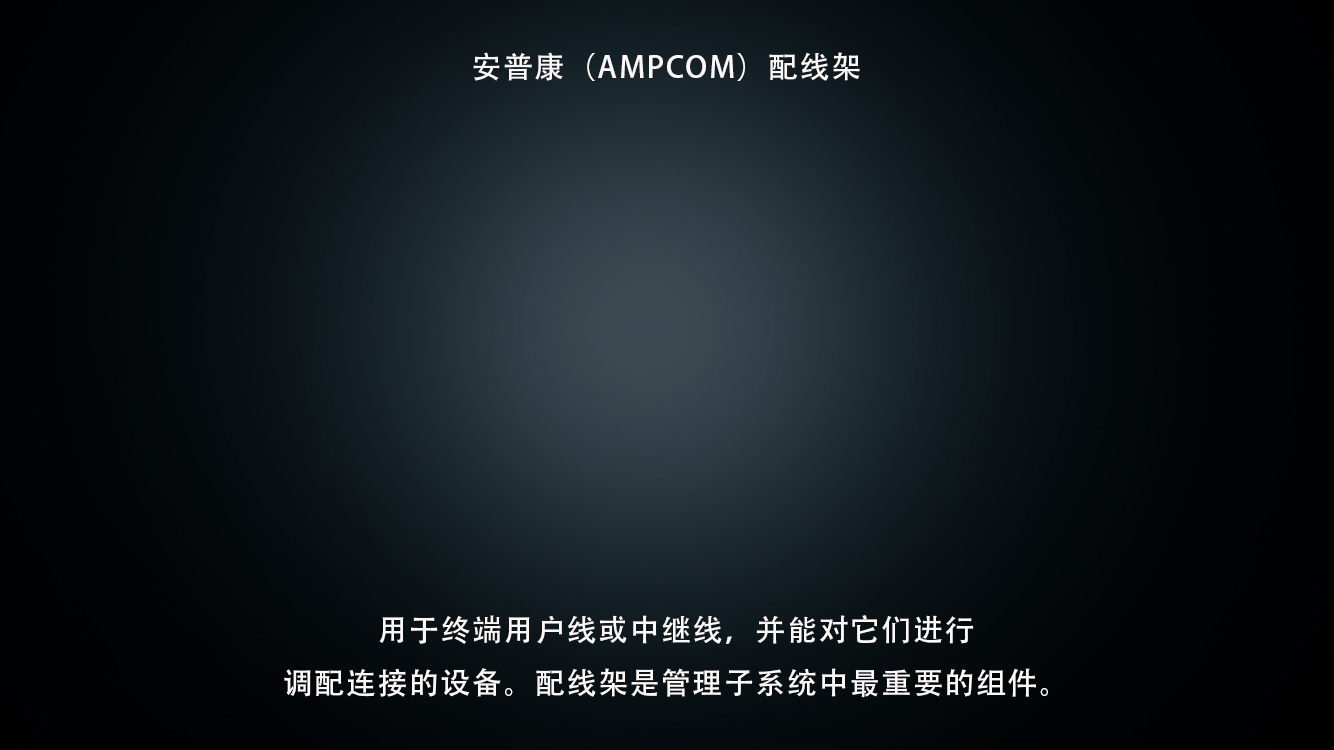 安普康（AMPCOM）配线架
用于终端用户线或中继线，并能对它们进行
调配连接的设备。配线架是管理子系统中最重要的组件。